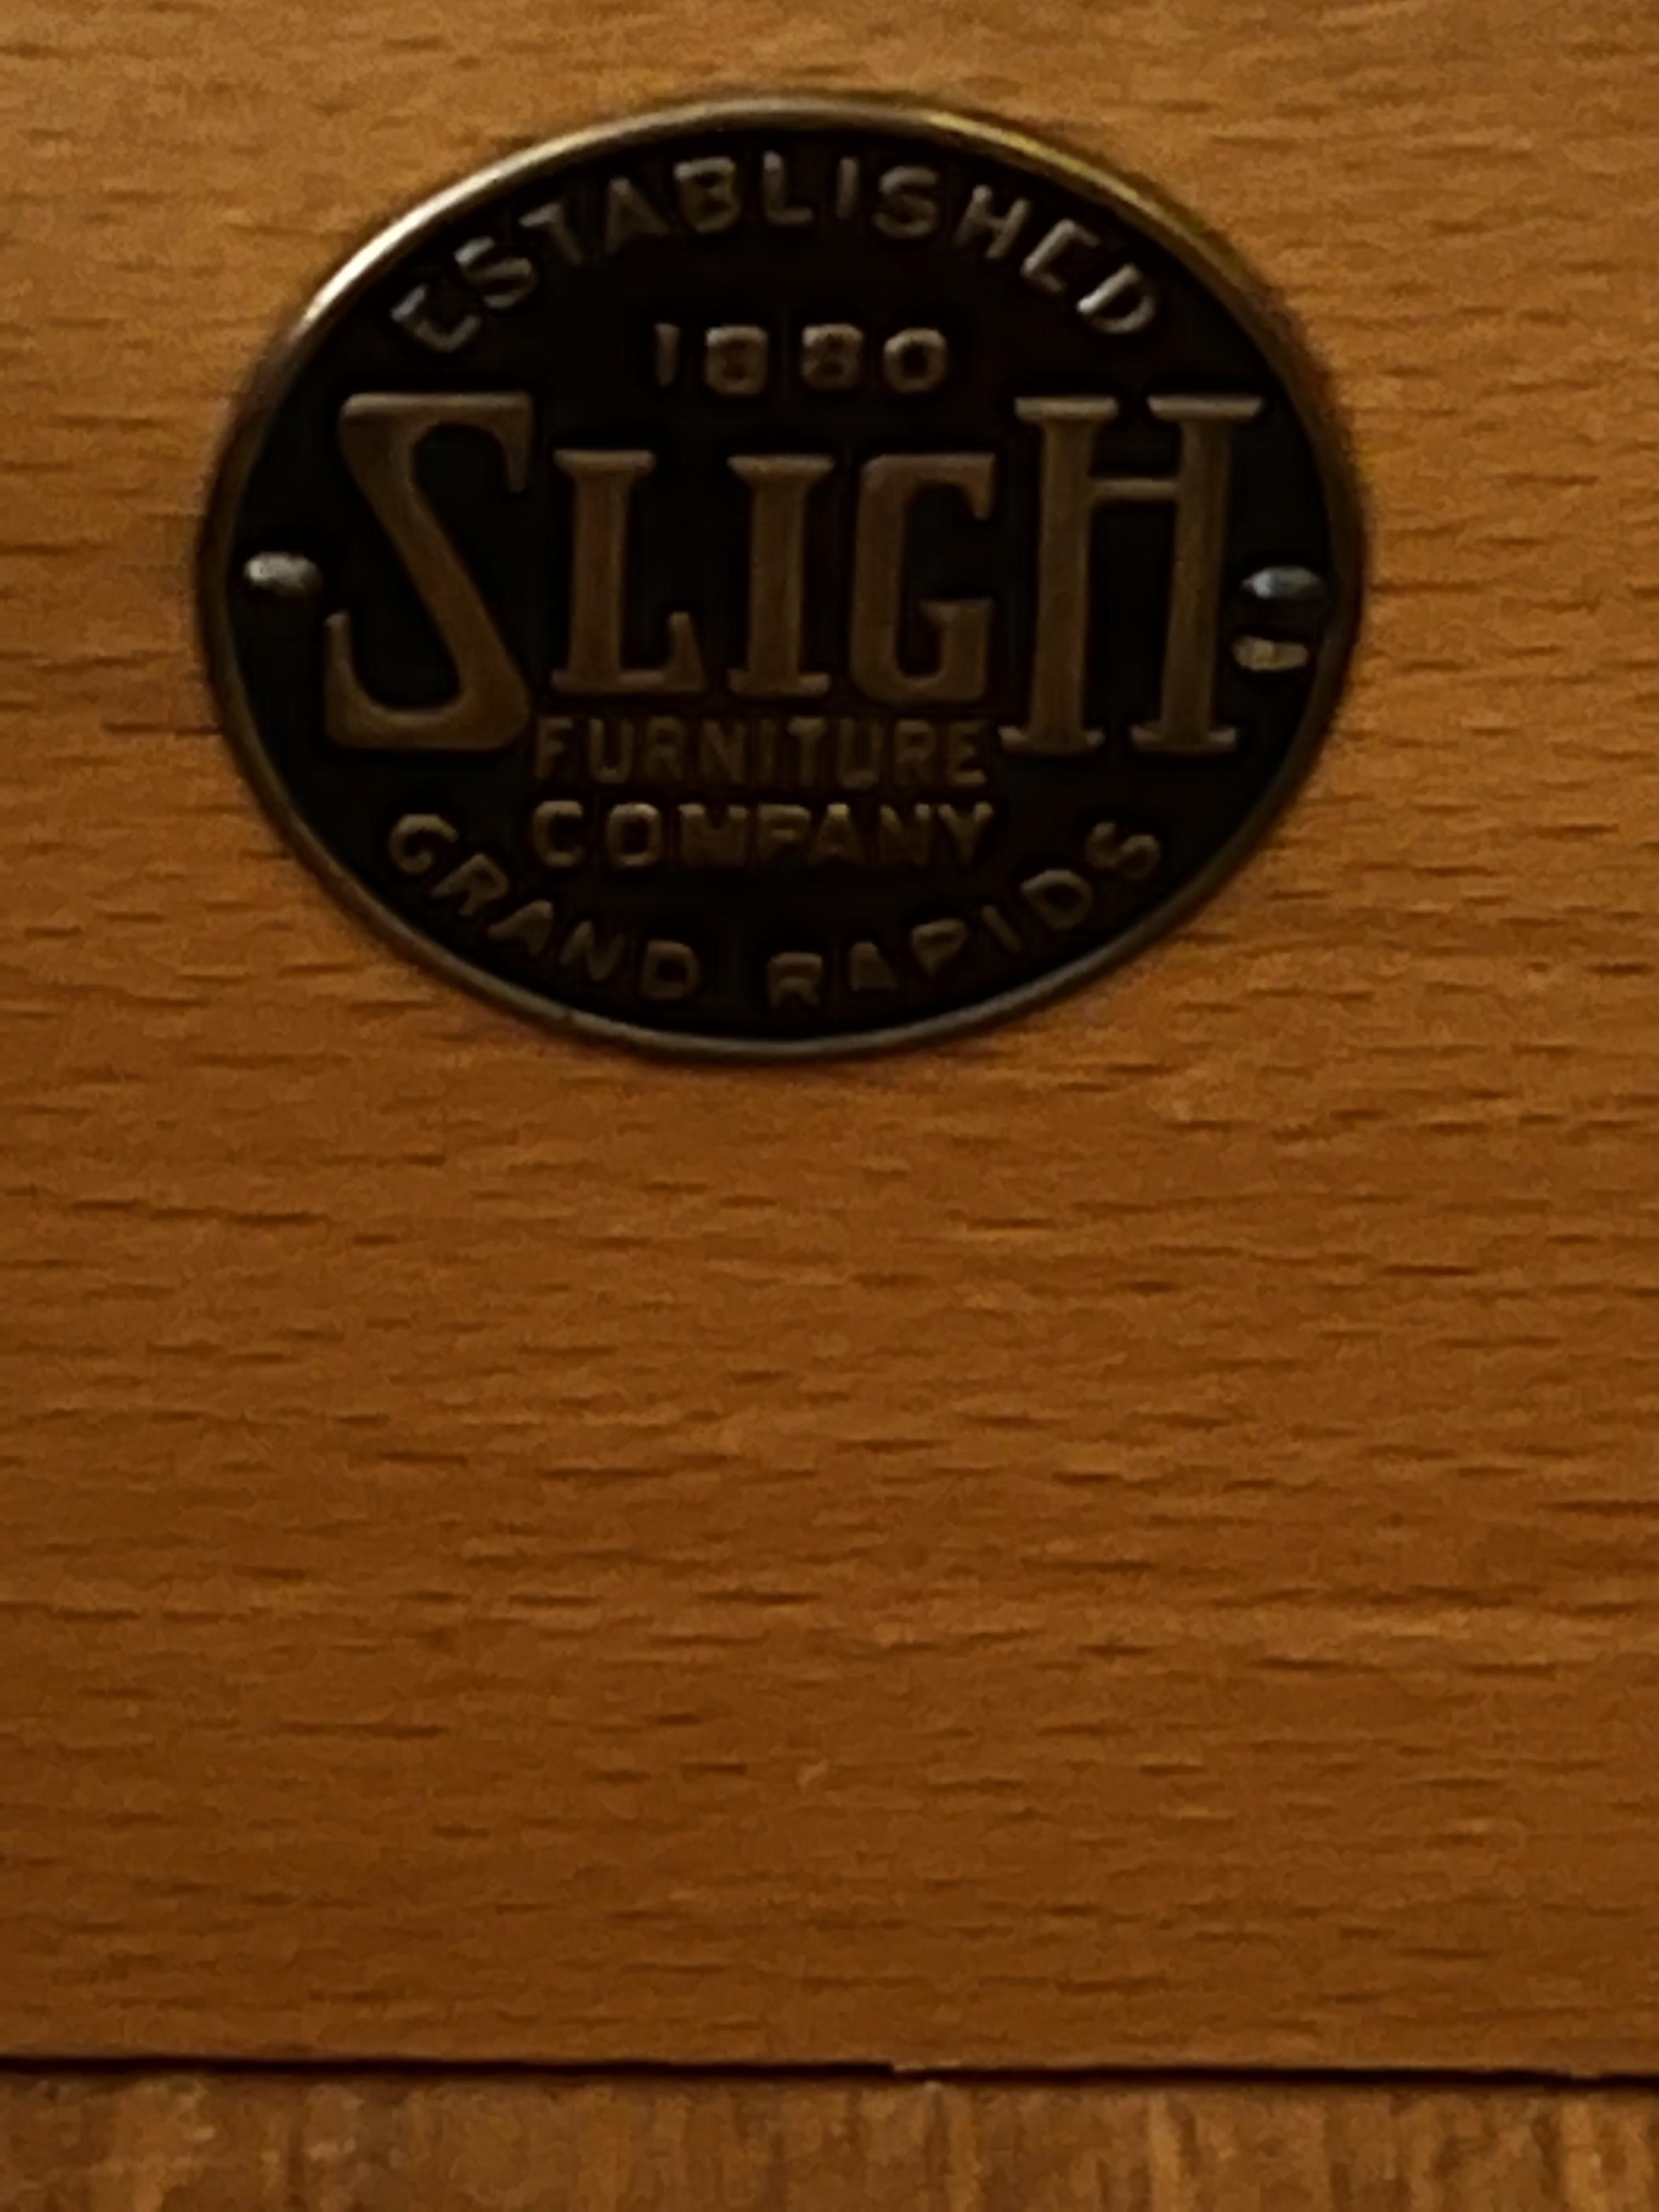 ESTABLISHED
1880
SLIGH
FURNITURE
COMPANY
GRAND RAPIDS